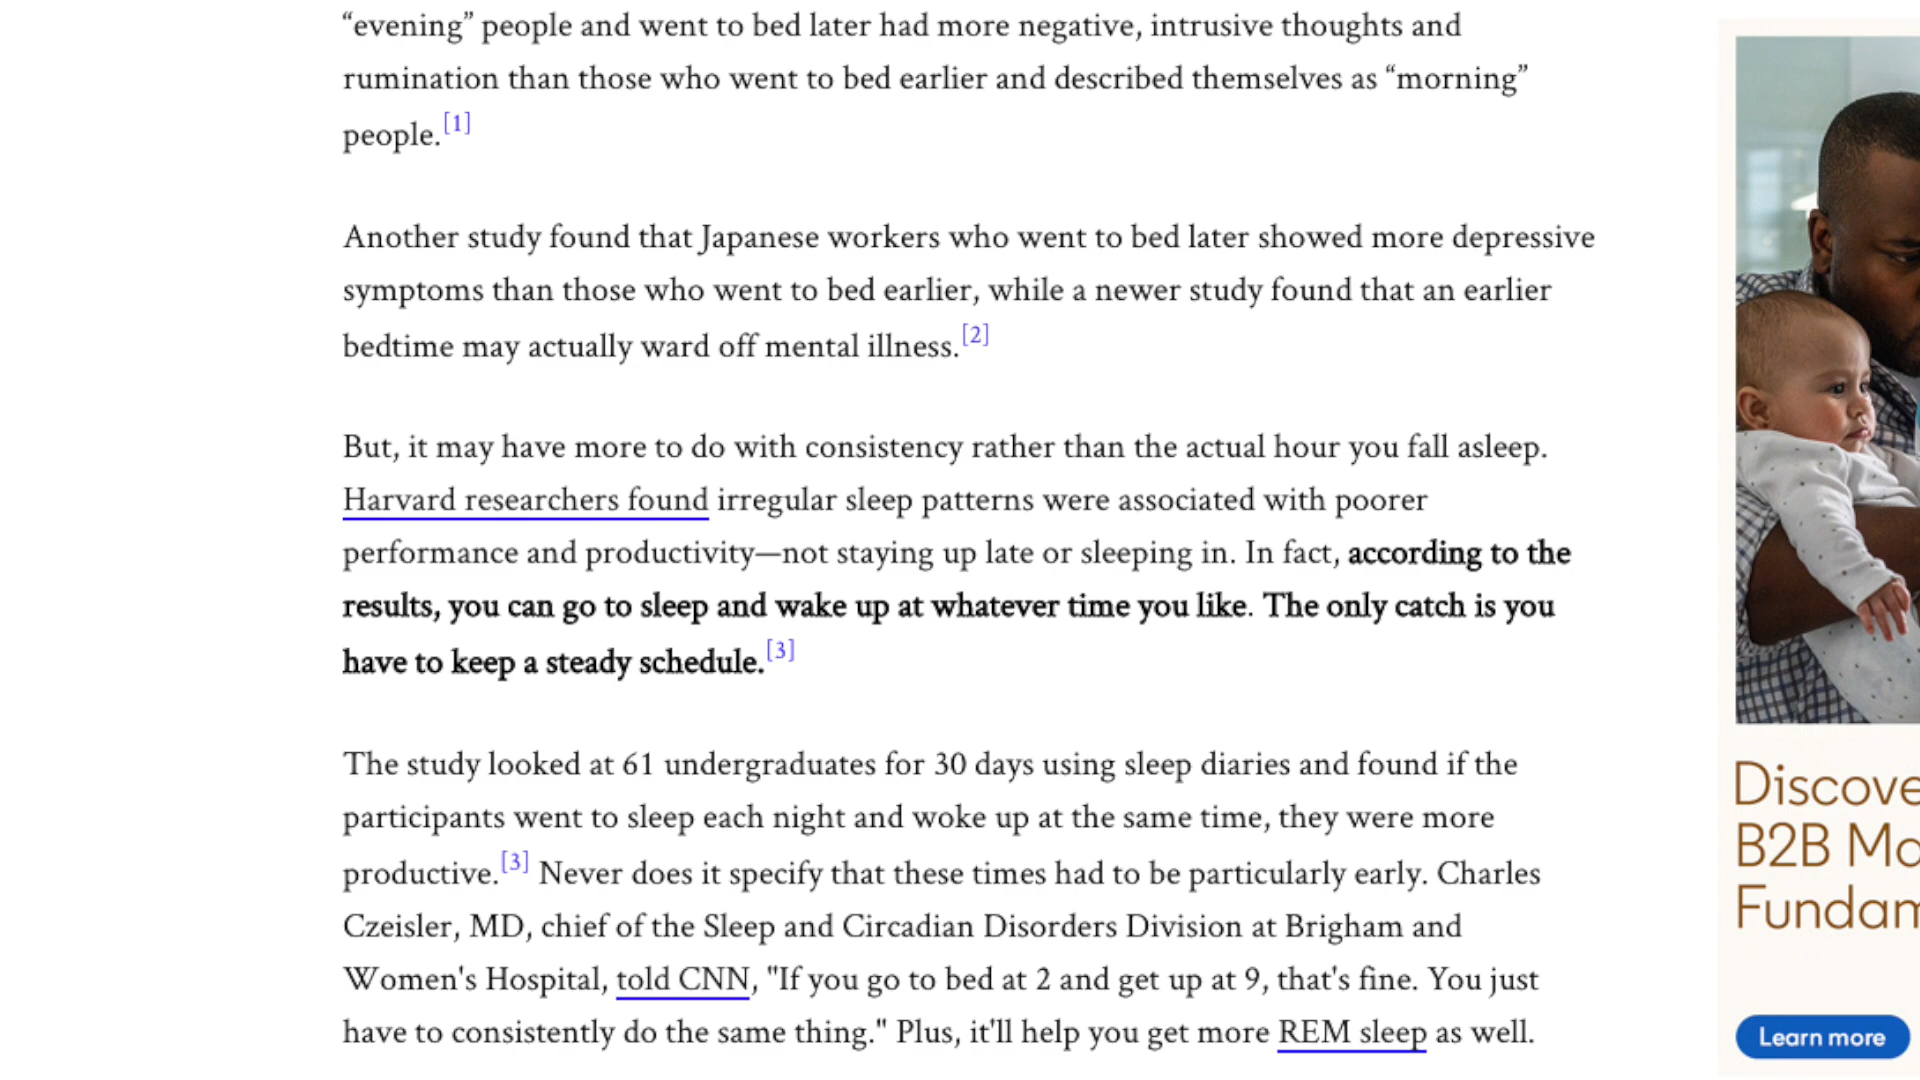 “evening” people and went to bed later had more negative, intrusive thoughts and
rumination than those who went to bed earlier and described themselves as “morning”
people.[1]
Another study found that Japanese workers who went to bed later showed more depressive
symptoms than those who went to bed earlier, while a newer study found that an earlier
bedtime may actually ward off mental illness.[2]
But, it may have more to do with consistency rather than the actual hour you fall asleep.
Harvard researchers found irregular sleep patterns were associated with poorer
performance and productivity—not staying up late or sleeping in. In fact, according to the
results, you can go to sleep and wake up at whatever time you like. The only catch is you
have to keep a steady schedule.[3]
The study looked at 61 undergraduates for 30 days using sleep diaries and found if the
participants went to sleep each night and woke up at the same time, they were more
productive.[3] Never does it specify that these times had to be particularly early. Charles
Czeisler, MD, chief of the Sleep and Circadian Disorders Division at Brigham and
Women's Hospital, told CNN, "If you go to bed at 2 and get up at 9, that's fine. You just
have to consistently do the same thing." Plus, it'll help you get more REM sleep as well.
Discove
B2B Ma
Fundam
Learn more